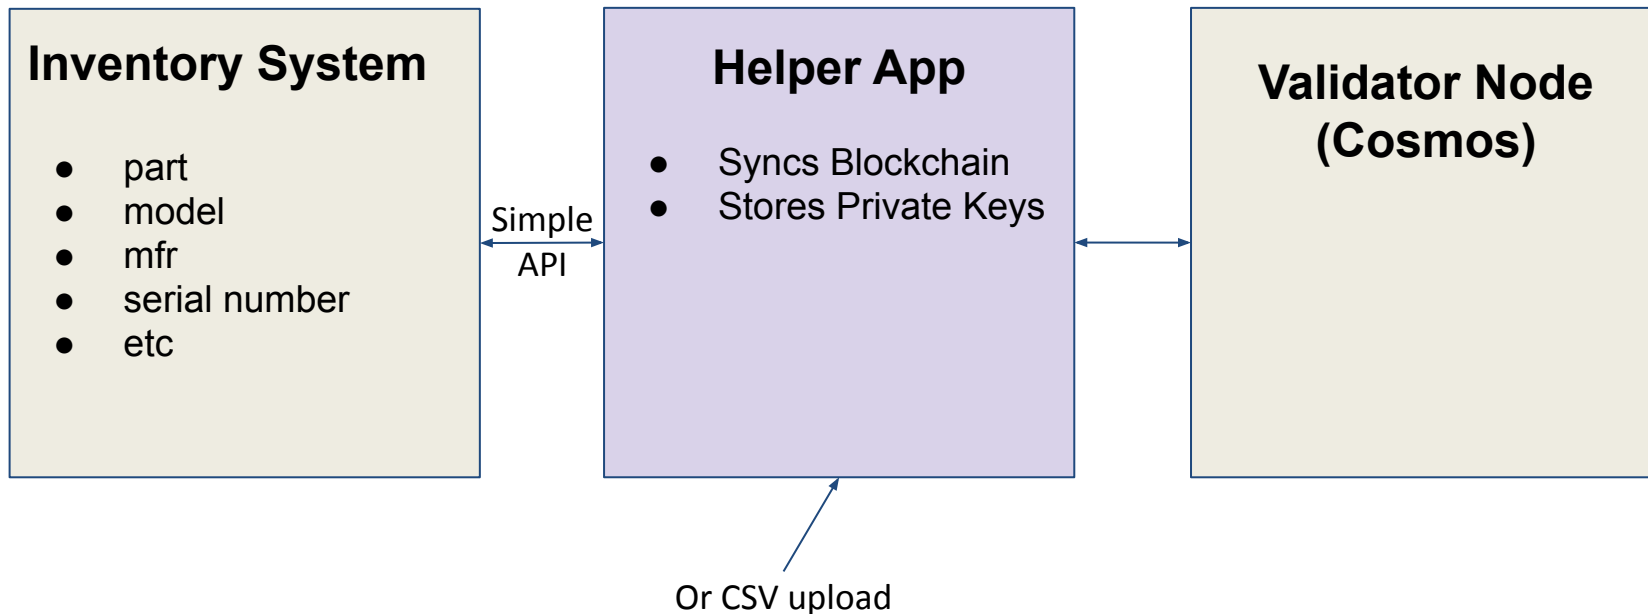 Inventory System
● part
● model
● mfr
● serial number
● etc
Simple
API
Helper App
● Syncs Blockchain
● Stores Private Keys
Validator Node
(Cosmos)
Or CSV upload